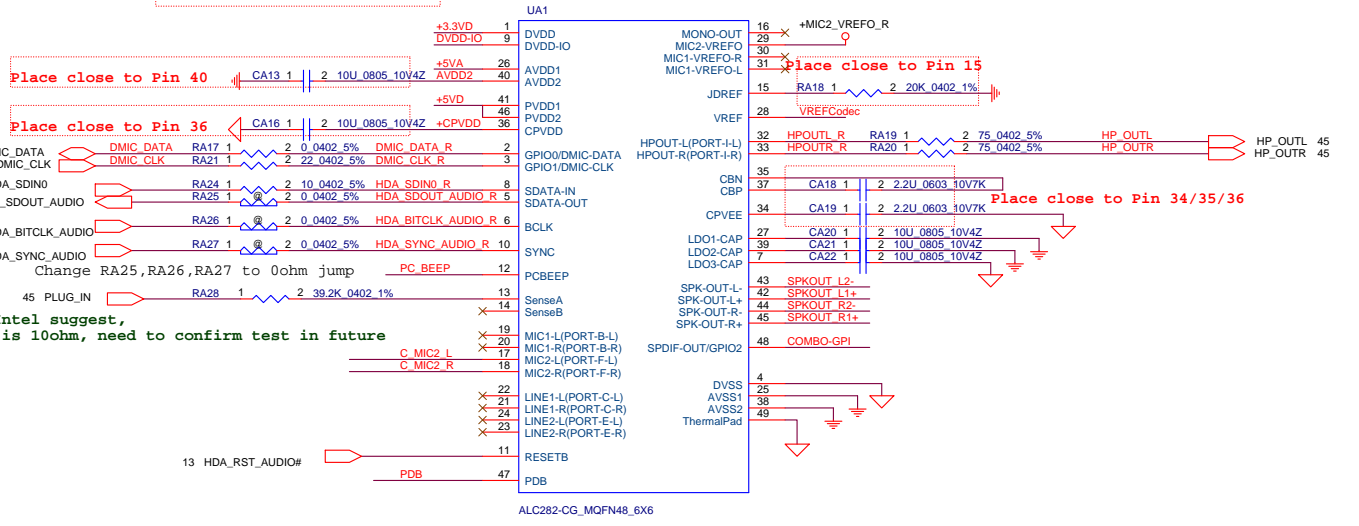 UA1
+3.3VD 1 DVDD
DVDD-IO 9 DVDD-IO
MONO-OUT 16
MIC2-VREFO 29 +MIC2_VREFO_R
MIC1-VREFO-R 30
MIC1-VREFO-L 31
Place close to Pin 40
CA13 1 2 10U_0805_10V4Z
+5VA 26 AVDD1
AVDD2 40 AVDD2
Place close to Pin 15
JDREF 15 RA18 1 2 20K_0402_1%
+5VD 41 PVDD1
46 PVDD2
Place close to Pin 36
CA16 1 2 10U_0805_10V4Z +CPVDD 36 CPVDD
VREF 28 VREFCodec
HPOUT-L(PORT-I-L) 32 HPOUTL_R RA19 1 2 75_0402_5% HP_OUTL HP_OUTL 45
HPOUT-R(PORT-I-R) 33 HPOUTR_R RA20 1 2 75_0402_5% HP_OUTR HP_OUTR 45
IC_DATA DMIC_DATA RA17 1 2 0_0402_5% DMIC_DATA_R 2 GPIO0/DMIC-DATA
DMIC_CLK DMIC_CLK RA21 1 2 22_0402_5% DMIC_CLK_R 3 GPIO1/DMIC-CLK
DA_SDIN0 RA24 1 2 10_0402_5% HDA_SDIN0_R 8 SDATA-IN
_SDOUT_AUDIO RA25 1 @ 2 0_0402_5% HDA_SDOUT_AUDIO_R 5 SDATA-OUT
DA_BITCLK_AUDIO RA26 1 @ 2 0_0402_5% HDA_BITCLK_AUDIO_R 6 BCLK
DA_SYNC_AUDIO RA27 1 @ 2 0_0402_5% HDA_SYNC_AUDIO_R 10 SYNC
Change RA25,RA26,RA27 to 0ohm jump
CBN 35
CBP 37 CA18 1 2 2.2U_0603_10V7K
Place close to Pin 34/35/36
CPVEE 34 CA19 1 2 2.2U_0603_10V7K
LDO1-CAP 27 CA20 1 2 10U_0805_10V4Z
LDO2-CAP 39 CA21 1 2 10U_0805_10V4Z
LDO3-CAP 7 CA22 1 2 10U_0805_10V4Z
PC_BEEP 12 PCBEEP
45 PLUG_IN RA28 1 2 39.2K_0402_1% 13 SenseA
14 SenseB
SPK-OUT-L- 43 SPKOUT_L2-
SPK-OUT-L+ 42 SPKOUT_L1+
SPK-OUT-R- 44 SPKOUT_R2-
SPK-OUT-R+ 45 SPKOUT_R1+
Intel suggest,
is 10ohm, need to confirm test in future
19 MIC1-L(PORT-B-L)
20 MIC1-R(PORT-B-R)
C_MIC2_L 17 MIC2-L(PORT-F-L)
C_MIC2_R 18 MIC2-R(PORT-F-R)
SPDIF-OUT/GPIO2 48 COMBO-GPI
22 LINE1-L(PORT-C-L)
21 LINE1-R(PORT-C-R)
24 LINE2-L(PORT-E-L)
23 LINE2-R(PORT-E-R)
DVSS 4
AVSS1 25
AVSS2 38
ThermalPad 49
13 HDA_RST_AUDIO# 11 RESETB
PDB 47 PDB
ALC282-CG_MQFN48_6X6